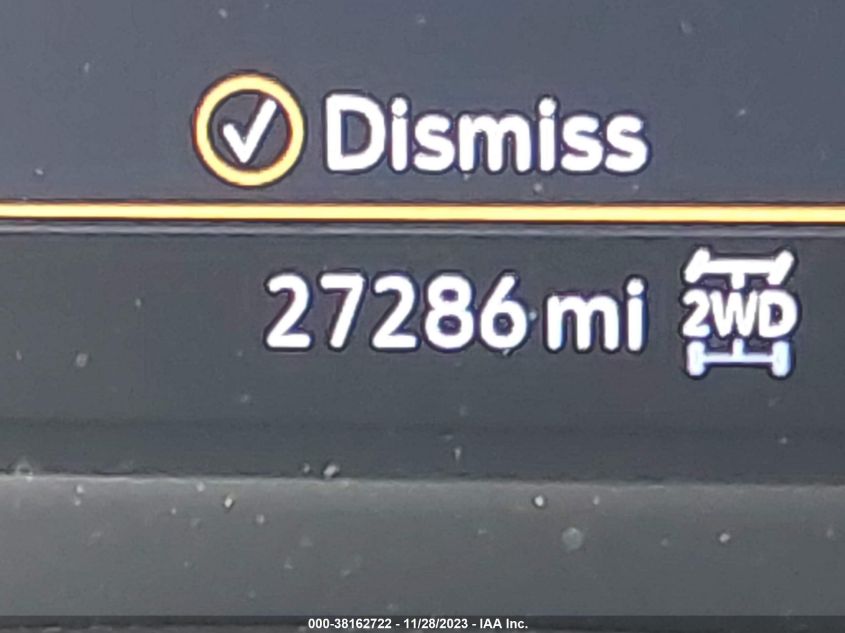 Dismiss
27286 mi 2WD
000-38162722 - 11/28/2023 - IAA Inc.